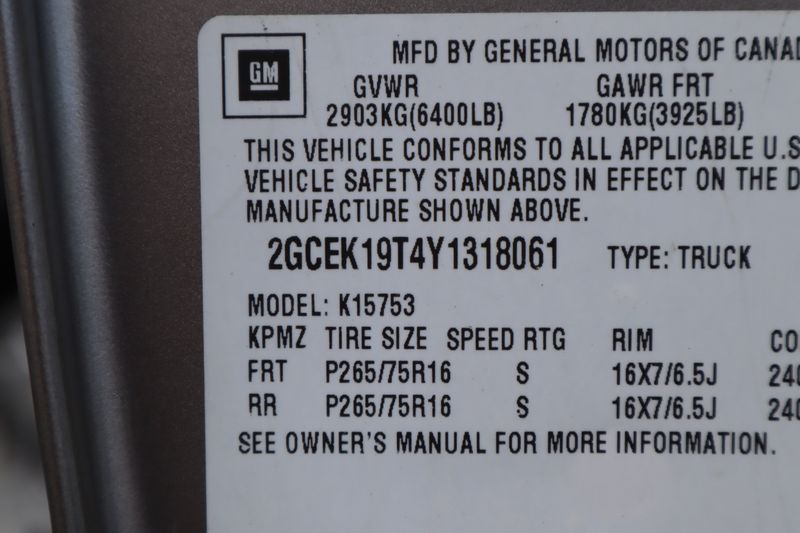 GM
MFD BY GENERAL MOTORS OF
GVWR GAWR FRT
2903KG(6400LB) 1780KG(3925LB)
THIS VEHICLE CONFORMS TO ALL APPLICABLE U.S
VEHICLE SAFETY STANDARDS IN EFFECT ON THE
MANUFACTURE SHOWN ABOVE.
2GCEK19T4Y1318061 TYPE: TRUCK
MODEL: K15753
KPMZ TIRE SIZE SPEED RTG RIM
FRT P265/75R16 S 16X7/6.5J
RR P265/75R16 S 16X7/6.5J
SEE OWNER'S MANUAL FOR MORE INFORMATION.